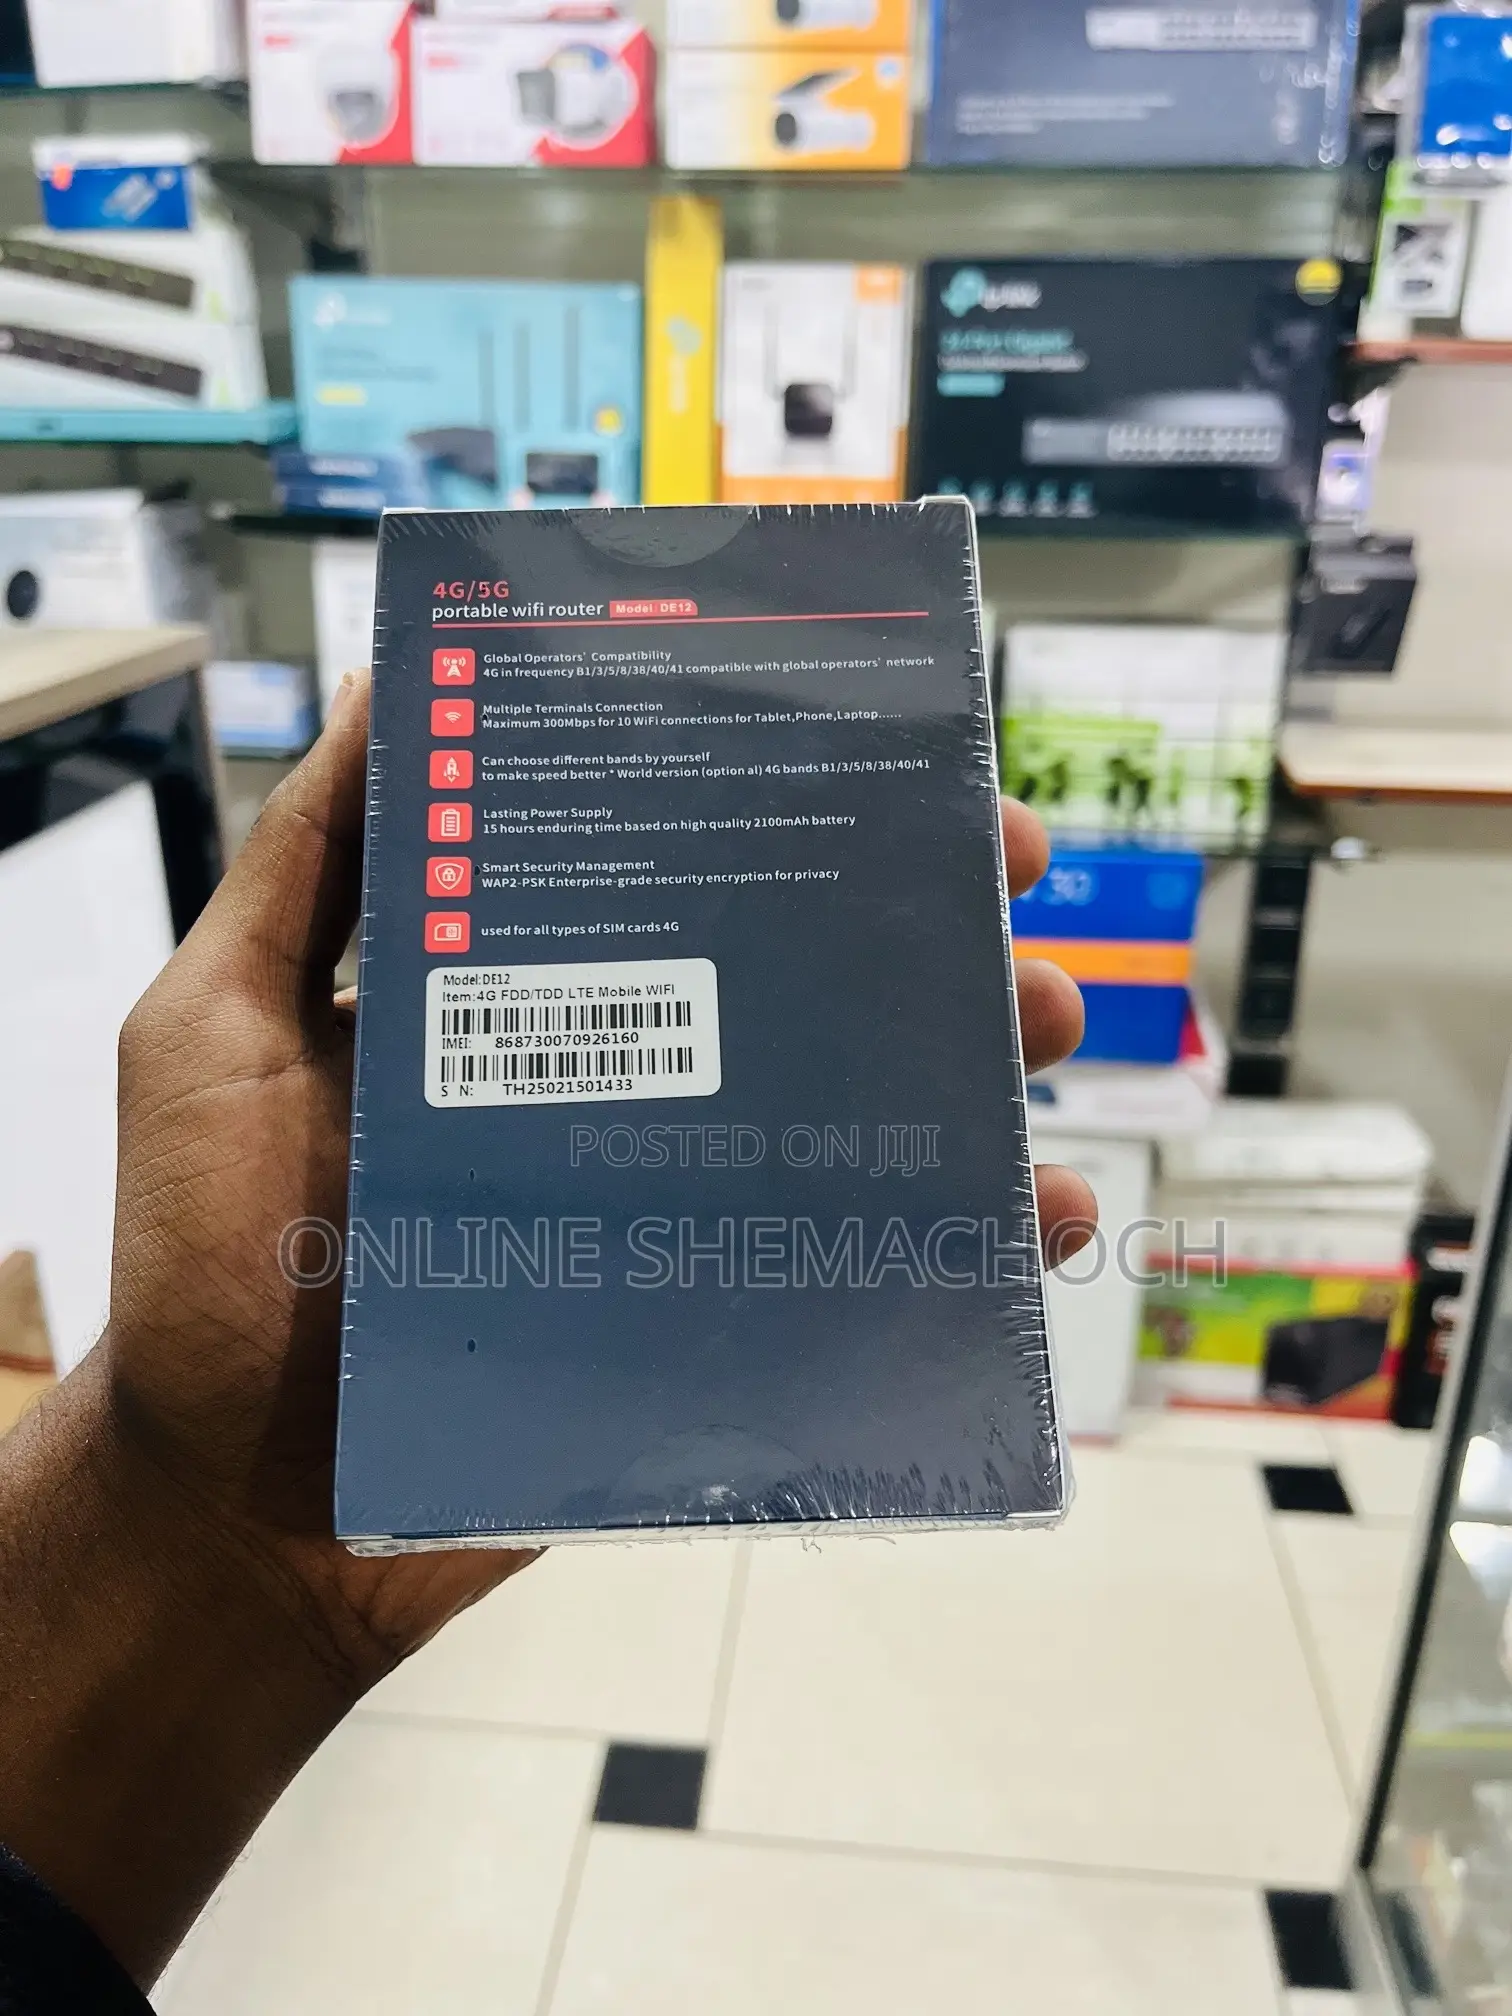 4G/5G
portable wifi router Model: DE12
Global Operators' Compatibility
4G in frequency B1/3/5/8/38/40/41 compatible with global operators' network
Multiple Terminals Connection
Maximum 300Mbps for 10 WiFi connections for Tablet,Phone,Laptop......
Can choose different bands by yourself
to make speed better * World version (option al) 4G bands B1/3/5/8/38/40/41
Lasting Power Supply
15 hours enduring time based on high quality 2100mAh battery
Smart Security Management
WAP2-PSK Enterprise-grade security encryption for privacy
used for all types of SIM cards 4G
Model:DE12
Item:4G FDD/TDD LTE Mobile WIFI
IMEI: 868730070926160
S N: TH25021501433
POSTED ON JIJI
ONLINE SHEMACHOCH